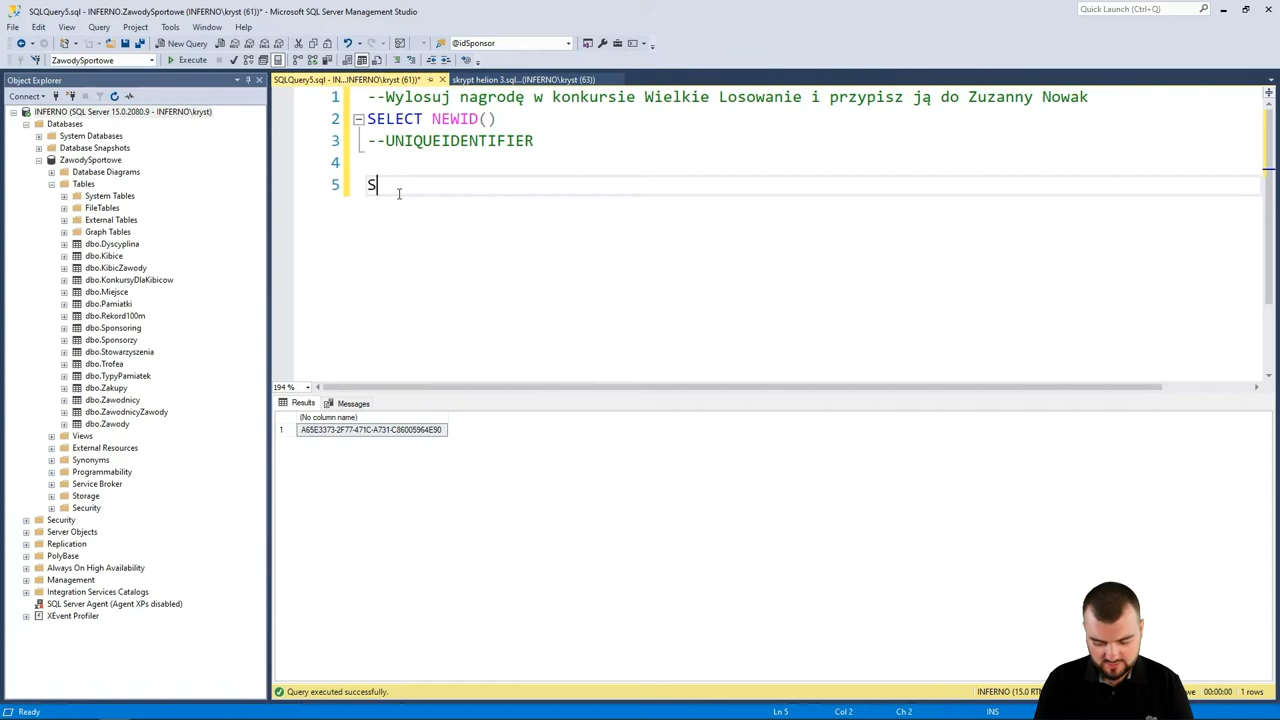 SQLQuery5.sql - INFERNO.ZawodySportowe (INFERNO\kryst (61))* - Microsoft SQL Server Management Studio
Quick Launch (Ctrl+Q)
File Edit View Query Project Tools Window Help
New Query
@idSponsor
ZawodySportowe
Execute
Object Explorer
SQLQuery5.sql - IN...INFERNO\kryst (61))*
skrypt helion 3.sql...(INFERNO\kryst (63))
Connect
INFERNO (SQL Server 15.0.2080.9 - INFERNO\kryst)
Databases
System Databases
Database Snapshots
ZawodySportowe
Database Diagrams
Tables
System Tables
FileTables
External Tables
Graph Tables
dbo.Dyscyplina
dbo.Kibice
dbo.KibicZawody
dbo.KonkursyDlaKibicow
dbo.Miejsce
dbo.Pamiatki
dbo.Rekord100m
dbo.Sponsoring
dbo.Sponsorzy
dbo.Stowarzyszenia
dbo.Trofea
dbo.TypyPamiatek
dbo.Zakupy
dbo.Zawodnicy
dbo.ZawodnicyZawody
dbo.Zawody
Views
External Resources
Synonyms
Programmability
Service Broker
Storage
Security
Security
Server Objects
Replication
PolyBase
Always On High Availability
Management
Integration Services Catalogs
SQL Server Agent (Agent XPs disabled)
XEvent Profiler
1 --Wylosuj nagrodę w konkursie Wielkie Losowanie i przypisz ją do Zuzanny Nowak
2 SELECT NEWID()
3 --UNIQUEIDENTIFIER
4
5 S
194 %
Results Messages
(No column name)
1 A65E3373-2F77-471C-A731-C86005964E90
Query executed successfully.
INFERNO (15.0 RTM
00:00:00 1 rows
Ready
Ln 5 Col 2 Ch 2 INS